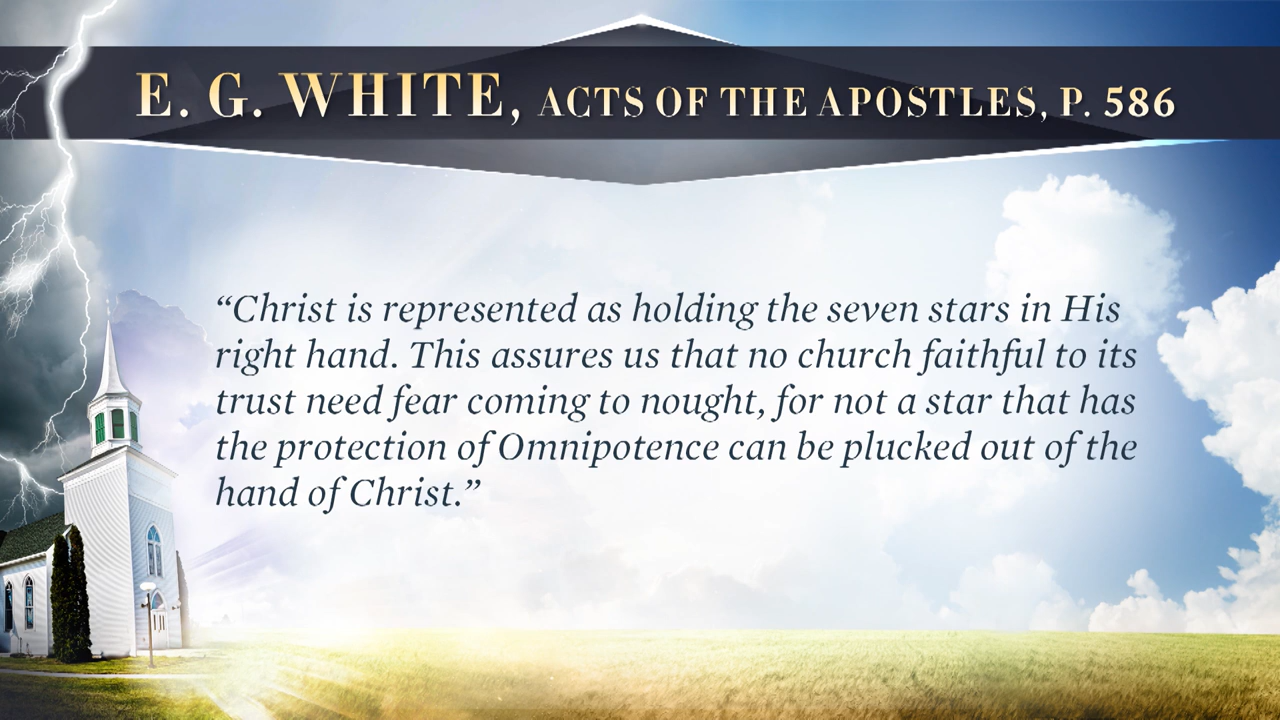 E. G. WHITE, ACTS OF THE APOSTLES, P. 586
“Christ is represented as holding the seven stars in His
right hand. This assures us that no church faithful to its
trust need fear coming to nought, for not a star that has
the protection of Omnipotence can be plucked out of the
hand of Christ.”